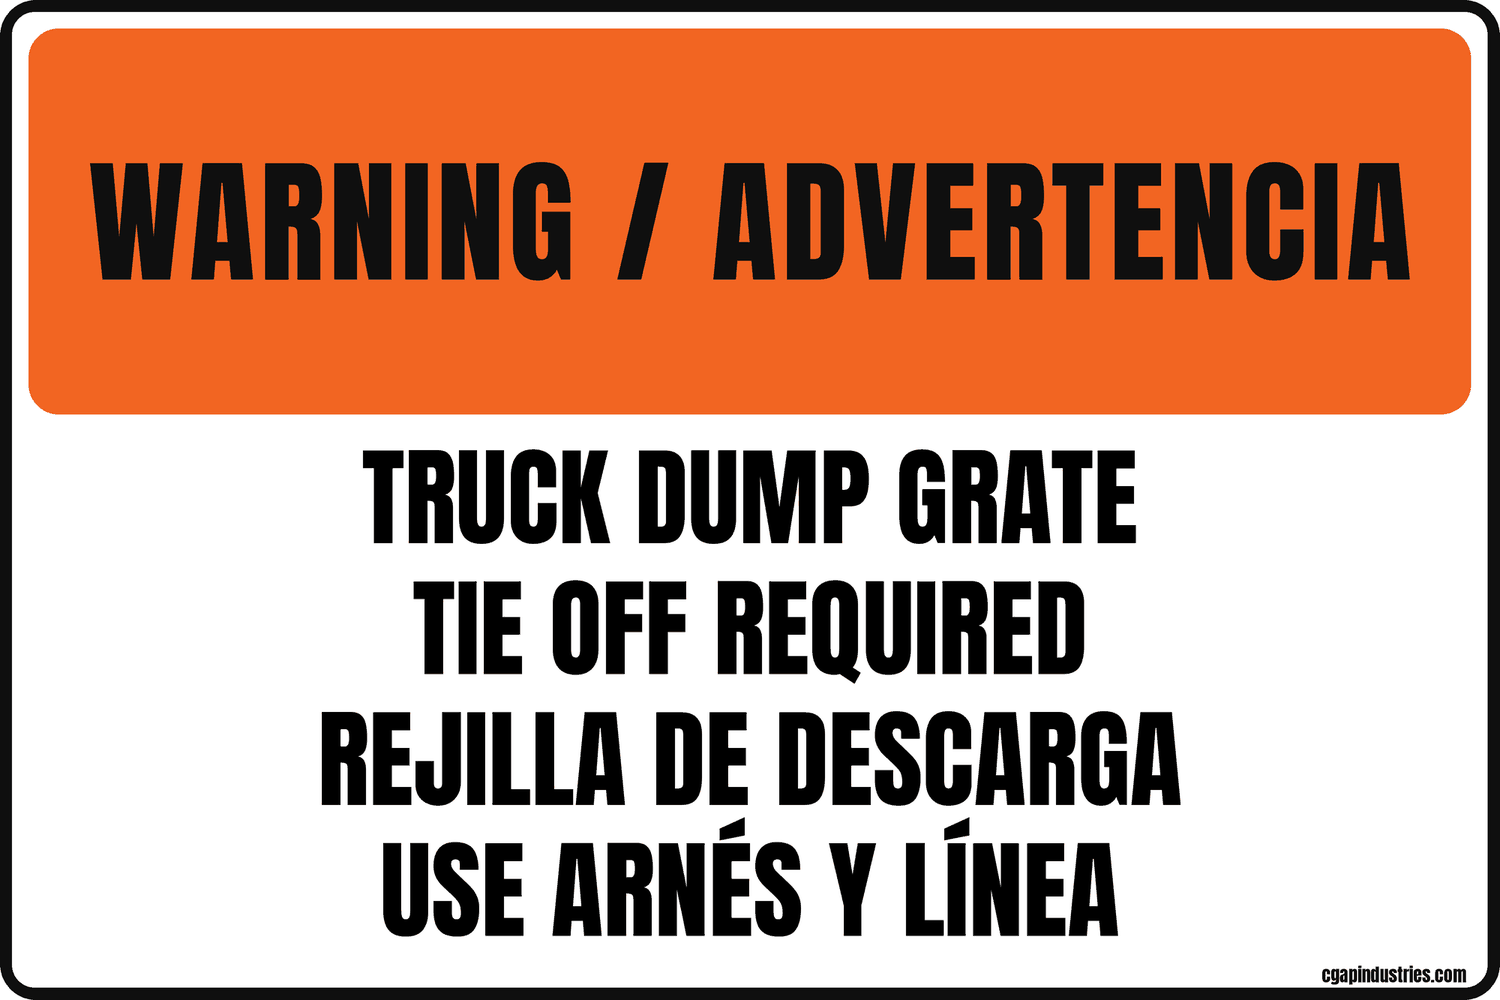 WARNING / ADVERTENCIA
TRUCK DUMP GRATE
TIE OFF REQUIRED
REJILLA DE DESCARGA
USE ARNÉS Y LÍNEA
cgapindustries.com